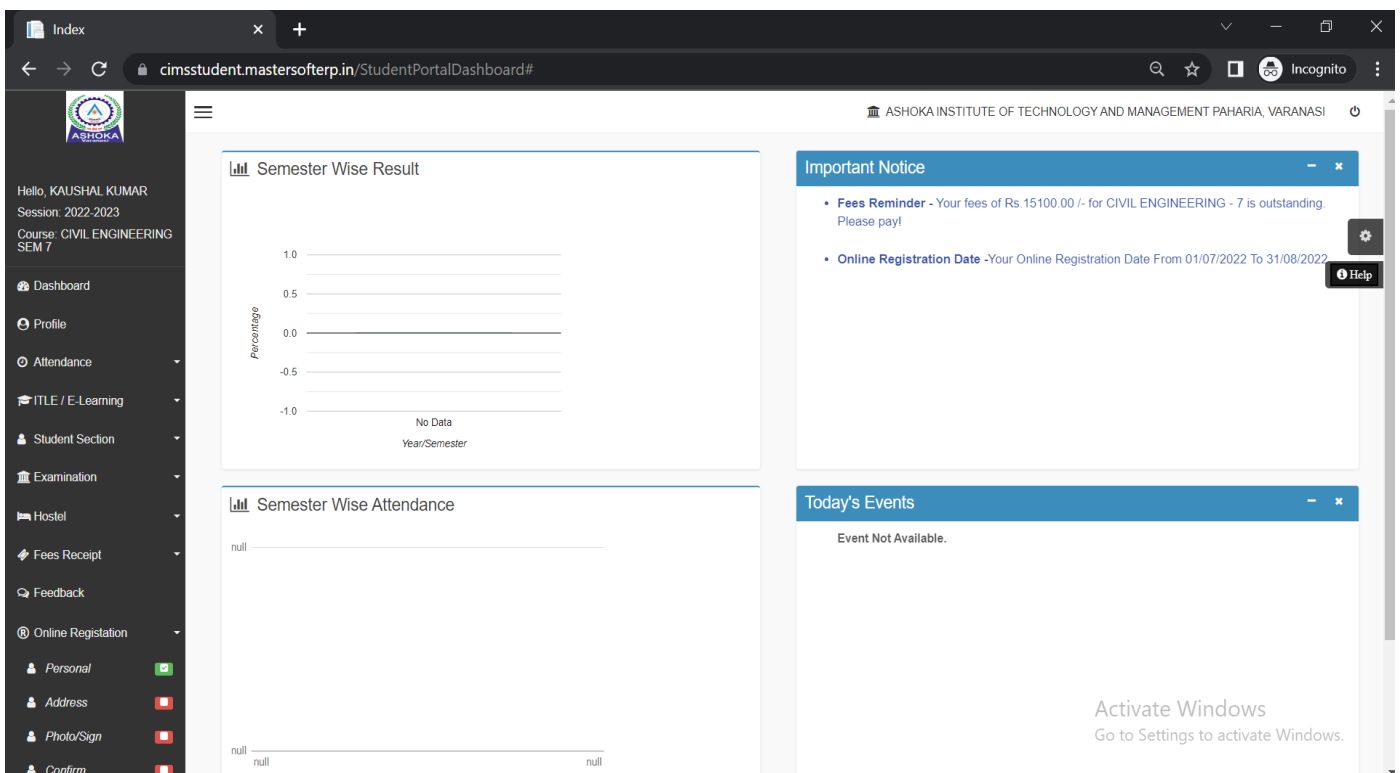 Index
cimsstudent.mastersofterp.in/StudentPortalDashboard#
Incognito
ASHOKA
Varanasi
ASHOKA INSTITUTE OF TECHNOLOGY AND MANAGEMENT PAHARIA, VARANASI
Hello, KAUSHAL KUMAR
Session: 2022-2023
Course: CIVIL ENGINEERING
SEM 7
Dashboard
Profile
Attendance
ITLE / E-Learning
Student Section
Examination
Hostel
Fees Receipt
Feedback
Online Registation
Personal
Address
Photo/Sign
Confirm
Semester Wise Result
1.0
0.5
0.0
-0.5
-1.0
Percentage
No Data
Year/Semester
Important Notice
Fees Reminder - Your fees of Rs.15100.00 /- for CIVIL ENGINEERING - 7 is outstanding.
Please pay!
Online Registration Date -Your Online Registration Date From 01/07/2022 To 31/08/2022
Help
Semester Wise Attendance
null
null
null
null
Today's Events
Event Not Available.
Activate Windows
Go to Settings to activate Windows.